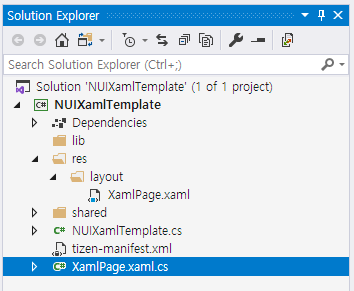 Solution Explorer
Search Solution Explorer (Ctrl+;)
Solution 'NUIXamlTemplate' (1 of 1 project)
NUIXamlTemplate
Dependencies
lib
res
layout
XamlPage.xaml
shared
NUIXamlTemplate.cs
tizen-manifest.xml
XamlPage.xaml.cs